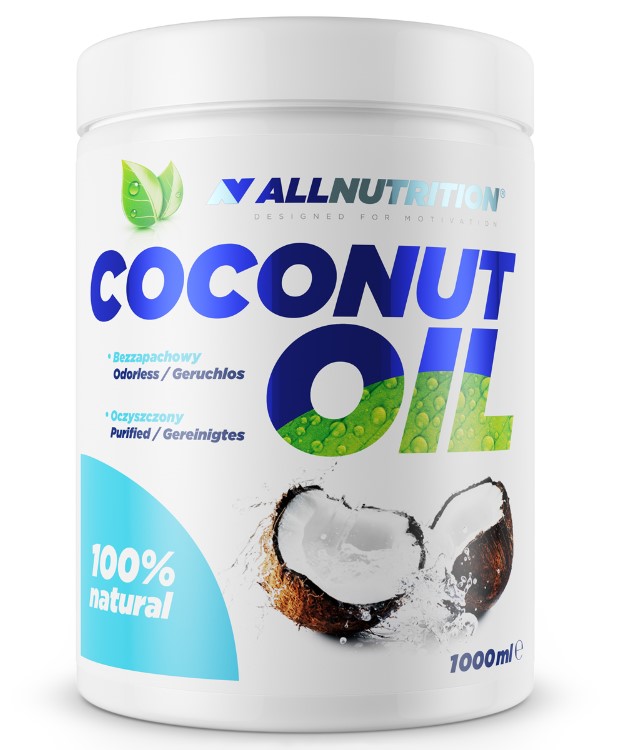 ALLNUTRITION®
DESIGNED FOR MOTIVATION
COCONUT
OIL
• Bezzapachowy
Odorless / Geruchlos
• Oczyszczony
Purified / Gereinigtes
100%
natural
1000ml ℮